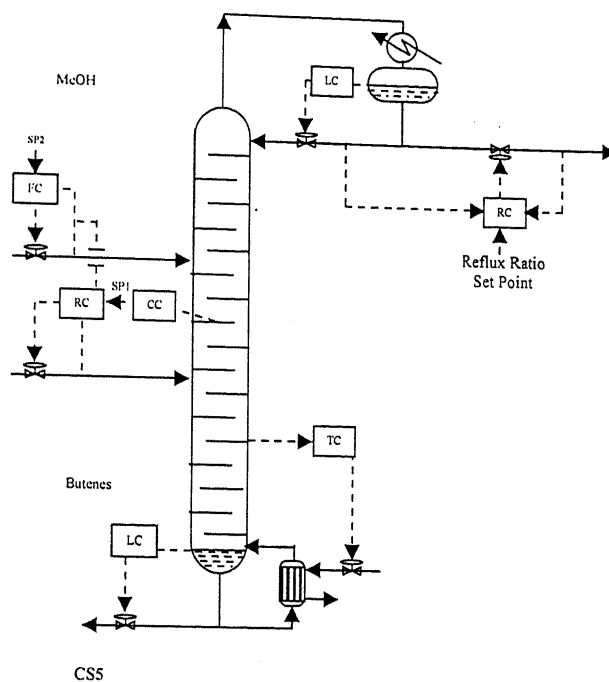 MeOH
LC
SP2
FC
RC
SP1
CC
RC
Reflux Ratio
Set Point
TC
Butenes
LC
CS5